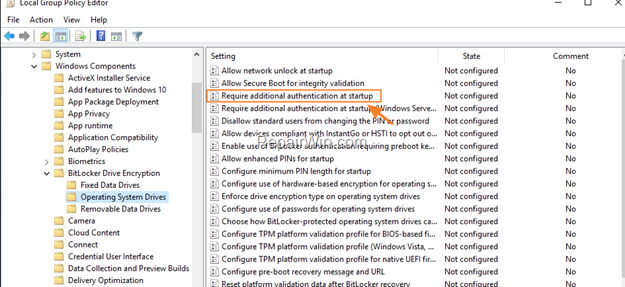 Local Group Policy Editor
File Action View Help
System
Windows Components
ActiveX Installer Service
Add features to Windows 10
App Package Deployment
App Privacy
App runtime
Application Compatibility
AutoPlay Policies
Biometrics
BitLocker Drive Encryption
Fixed Data Drives
Operating System Drives
Removable Data Drives
Camera
Cloud Content
Connect
Credential User Interface
Data Collection and Preview Builds
Delivery Optimization
Setting State Comment
Allow network unlock at startup Not configured No
Allow Secure Boot for integrity validation Not configured No
Require additional authentication at startup Not configured No
Require additional authentication at startup (Windows Serve... Not configured No
Disallow standard users from changing the PIN or password Not configured No
Allow devices compliant with InstantGo or HSTI to opt out o... Not configured No
Enable use of BitLocker authentication requiring preboot ke... Not configured No
RepairWin.com
Allow enhanced PINs for startup Not configured No
Configure minimum PIN length for startup Not configured No
Configure use of hardware-based encryption for operating s... Not configured No
Enforce drive encryption type on operating system drives Not configured No
Configure use of passwords for operating system drives Not configured No
Choose how BitLocker-protected operating system drives ca... Not configured No
Configure TPM platform validation profile for BIOS-based fi... Not configured No
Configure TPM platform validation profile (Windows Vista, ... Not configured No
Configure TPM platform validation profile for native UEFI fir... Not configured No
Configure pre-boot recovery message and URL Not configured No
Reset platform validation data after BitLocker recovery Not configured No